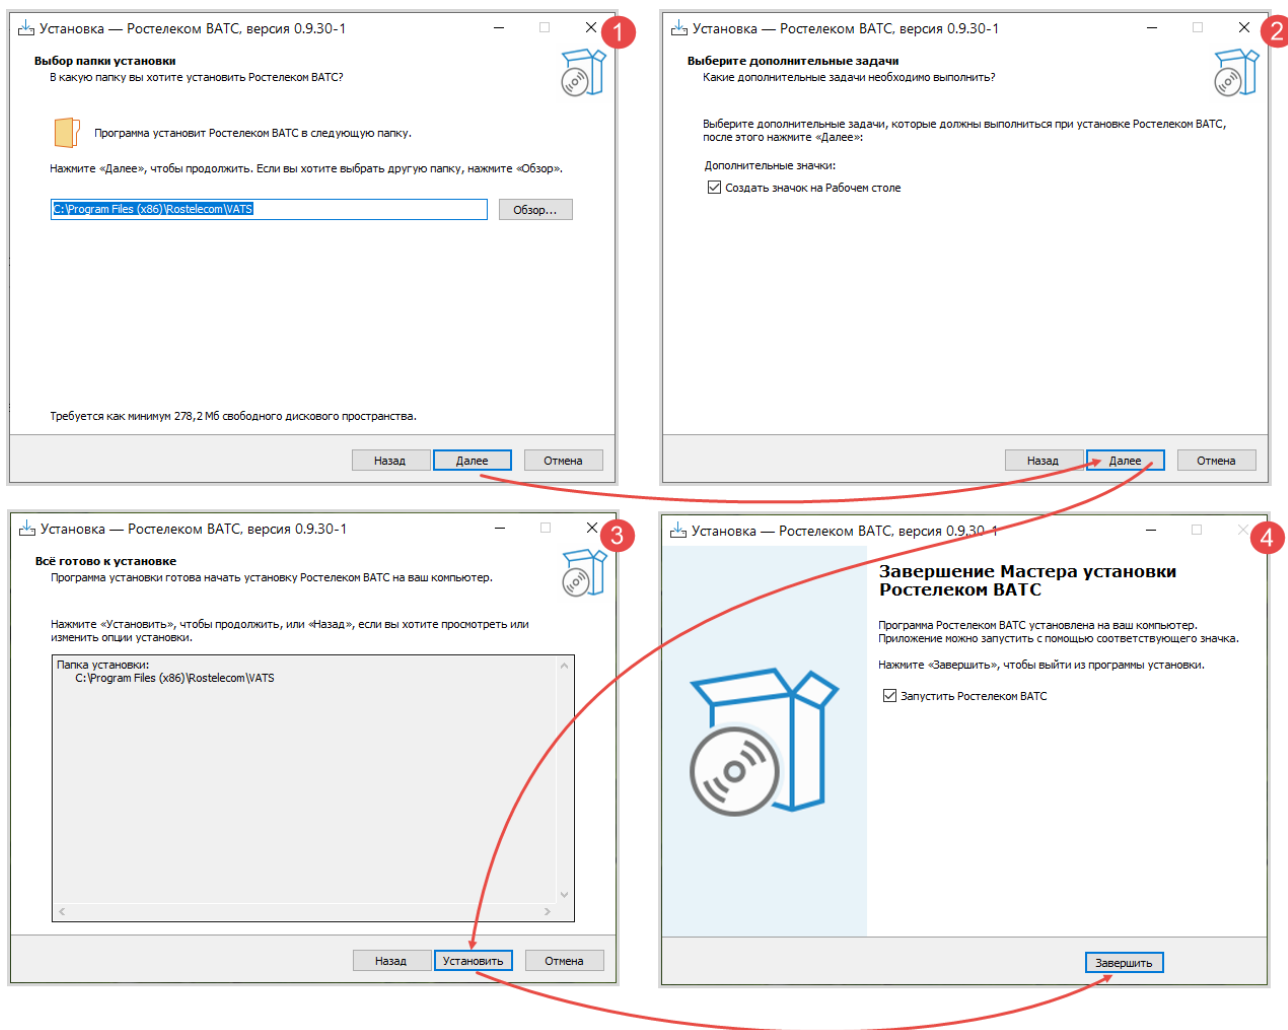 Установка — Ростелеком ВАТС, версия 0.9.30-1
1
Выбор папки установки
В какую папку вы хотите установить Ростелеком ВАТС?
Программа установит Ростелеком ВАТС в следующую папку.
Нажмите «Далее», чтобы продолжить. Если вы хотите выбрать другую папку, нажмите «Обзор».
C:\Program Files (x86)\Rostelecom\VATS
Обзор...
Требуется как минимум 278,2 Мб свободного дискового пространства.
Назад
Далее
Отмена
Установка — Ростелеком ВАТС, версия 0.9.30-1
2
Выберите дополнительные задачи
Какие дополнительные задачи необходимо выполнить?
Выберите дополнительные задачи, которые должны выполниться при установке Ростелеком ВАТС,
после этого нажмите «Далее»:
Дополнительные значки:
Создать значок на Рабочем столе
Назад
Далее
Отмена
Установка — Ростелеком ВАТС, версия 0.9.30-1
3
Всё готово к установке
Программа установки готова начать установку Ростелеком ВАТС на ваш компьютер.
Нажмите «Установить», чтобы продолжить, или «Назад», если вы хотите просмотреть или
изменить опции установки.
Папка установки:
C:\Program Files (x86)\Rostelecom\VATS
Назад
Установить
Отмена
Установка — Ростелеком ВАТС, версия 0.9.30-1
4
Завершение Мастера установки
Ростелеком ВАТС
Программа Ростелеком ВАТС установлена на ваш компьютер.
Приложение можно запустить с помощью соответствующего значка.
Нажмите «Завершить», чтобы выйти из программы установки.
Запустить Ростелеком ВАТС
Завершить